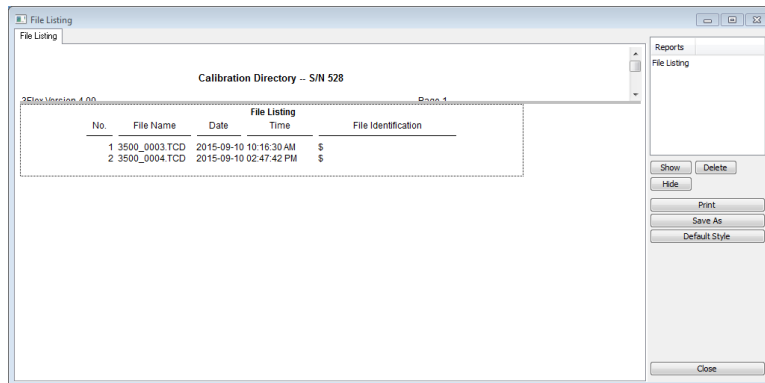 File Listing
File Listing
Calibration Directory -- S/N 528
3Flex Version 4.00 Page 1
File Listing
No. File Name Date Time File Identification
1 3500_0003.TCD 2015-09-10 10:16:30 AM $
2 3500_0004.TCD 2015-09-10 02:47:42 PM $
Reports
File Listing
Show Delete
Hide
Print
Save As
Default Style
Close